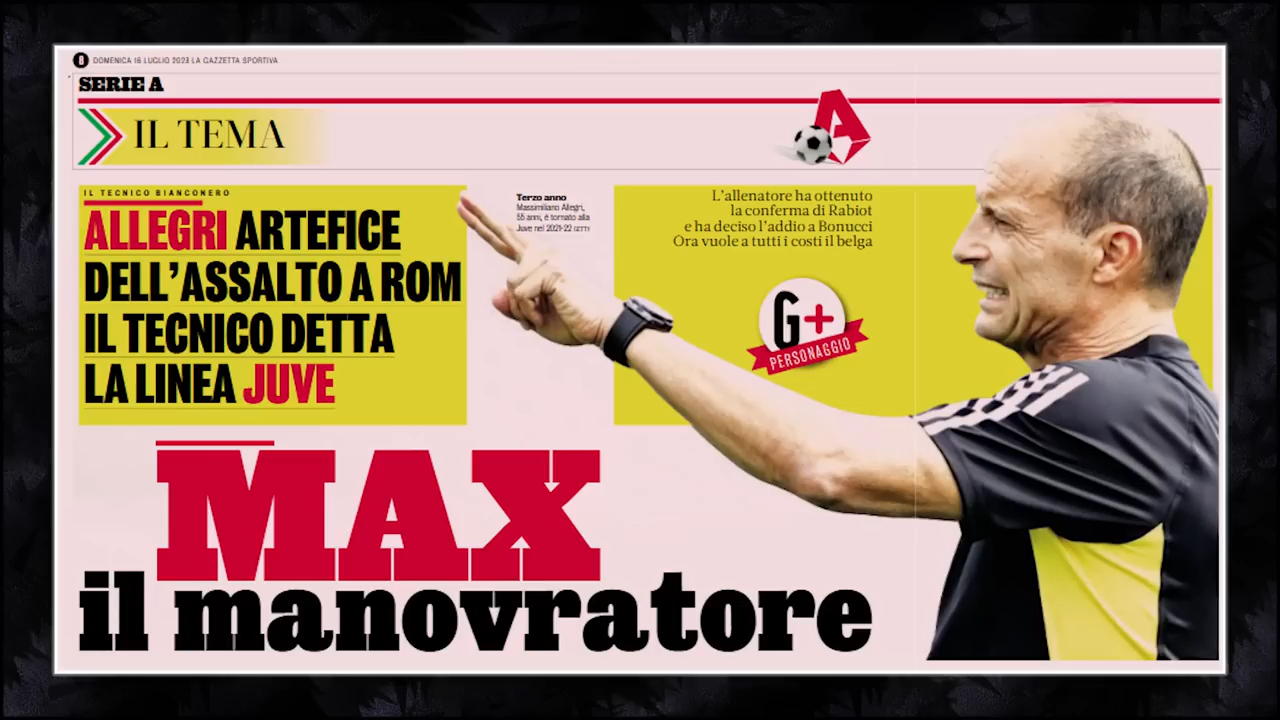 8 DOMENICA 16 LUGLIO 2023 LA GAZZETTA SPORTIVA
SERIE A
IL TEMA
A
IL TECNICO BIANCONERO
ALLEGRI ARTEFICE
DELL'ASSALTO A ROM
IL TECNICO DETTA
LA LINEA JUVE
Terzo anno
Massimiliano Allegri,
55 anni, è tornato alla
Juve nel 2021-22 GETTY
L'allenatore ha ottenuto
la conferma di Rabiot
e ha deciso l'addio a Bonucci
Ora vuole a tutti i costi il belga
G+
PERSONAGGIO
MAX
il manovratore